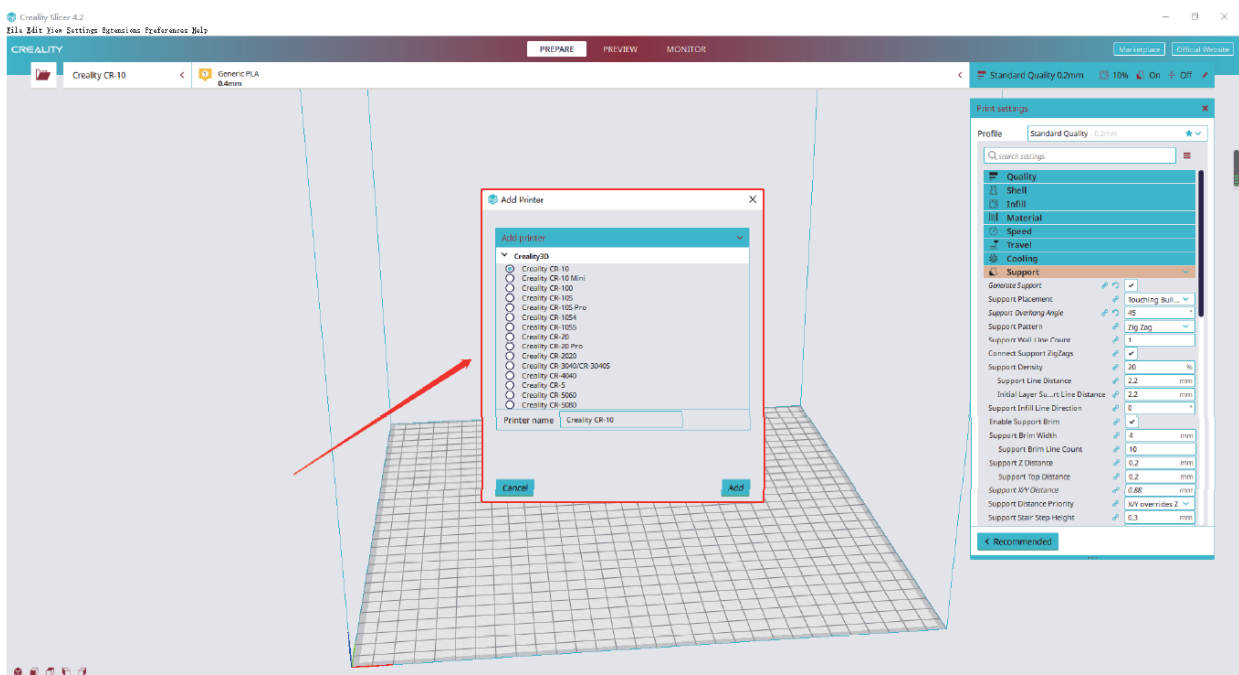 Creality Slicer 4.2
File Edit View Settings Extensions Preferences Help
CREALITY
PREPARE PREVIEW MONITOR
Marketplace Official Website
Creality CR-10
Generic PLA
0.4mm
Standard Quality 0.2mm 10% On Off
Print settings
Profile Standard Quality 0.2mm
search settings
Quality
Shell
Infill
Material
Speed
Travel
Cooling
Support
Generate Support
Support Placement Touching Buil...
Support Overhang Angle 45 °
Support Pattern Zig Zag
Support Wall Line Count 1
Connect Support ZigZags
Support Density 20 %
Support Line Distance 2.2 mm
Initial Layer Su...rt Line Distance 2.2 mm
Support Infill Line Direction 0 °
Enable Support Brim
Support Brim Width 4 mm
Support Brim Line Count 10
Support Z Distance 0.2 mm
Support Top Distance 0.2 mm
Support X/Y Distance 0.88 mm
Support Distance Priority X/Y overrides Z
Support Stair Step Height 0.3 mm
Recommended
Add Printer
Add printer
Creality3D
Creality CR-10
Creality CR-10 Mini
Creality CR-100
Creality CR-10S
Creality CR-10S Pro
Creality CR-10S4
Creality CR-10S5
Creality CR-20
Creality CR-20 Pro
Creality CR-2020
Creality CR-3040/CR-3040S
Creality CR-4040
Creality CR-5
Creality CR-5060
Creality CR-5080
Printer name Creality CR-10
Cancel Add